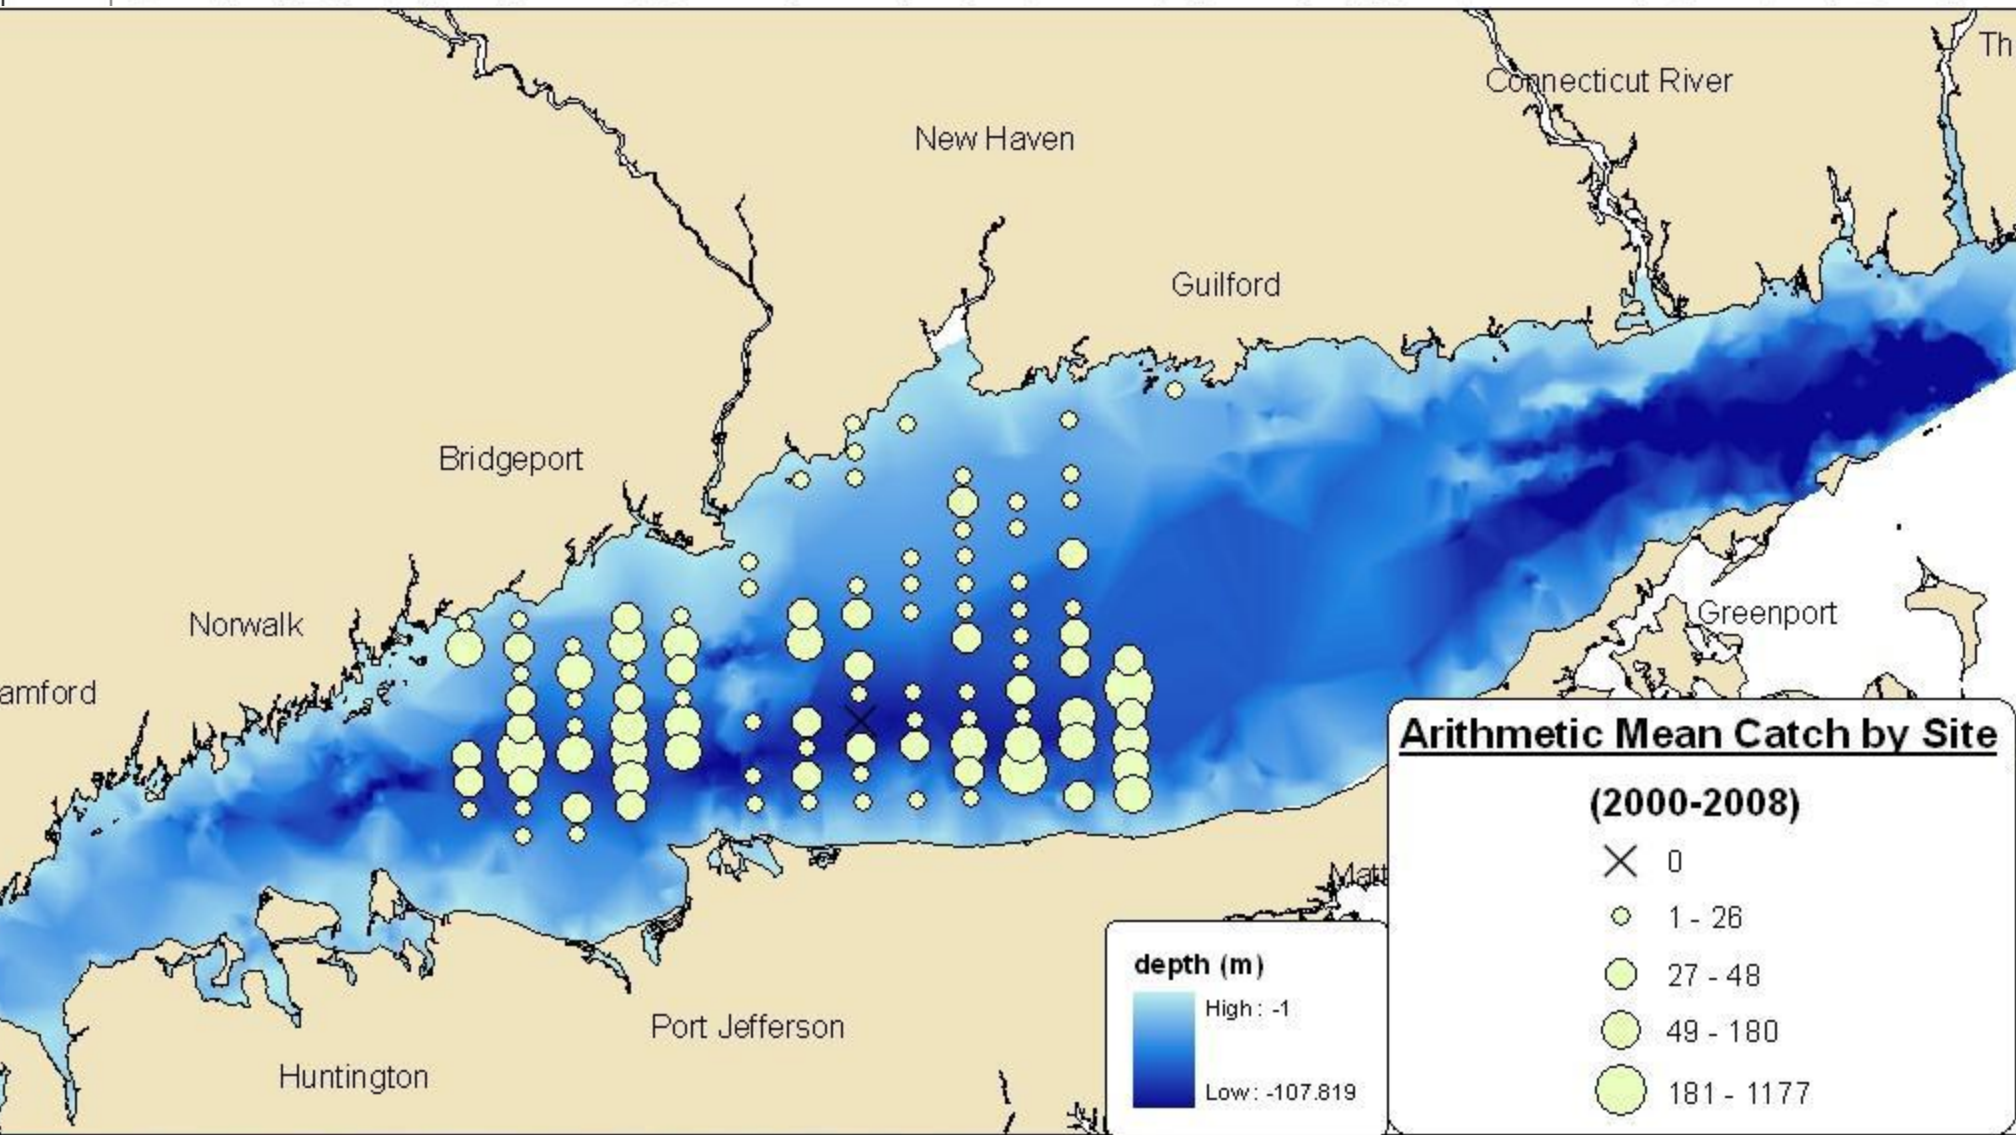 Th
Connecticut River
New Haven
Guilford
Bridgeport
Norwalk
Greenport
amford
Matt
Port Jefferson
Huntington
depth (m)
High : -1
Low : -107.819
Arithmetic Mean Catch by Site
(2000-2008)
0
1 - 26
27 - 48
49 - 180
181 - 1177